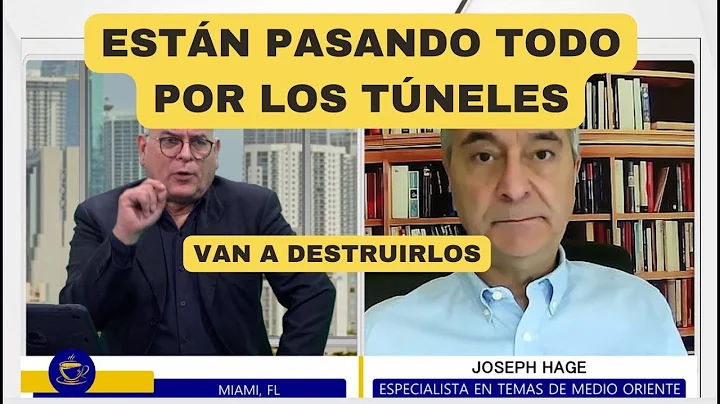 ESTÁN PASANDO TODO
POR LOS TÚNELES
VAN A DESTRUIRLOS
JOSEPH HAGE
MIAMI, FL
ESPECIALISTA EN TEMAS DE MEDIO ORIENTE